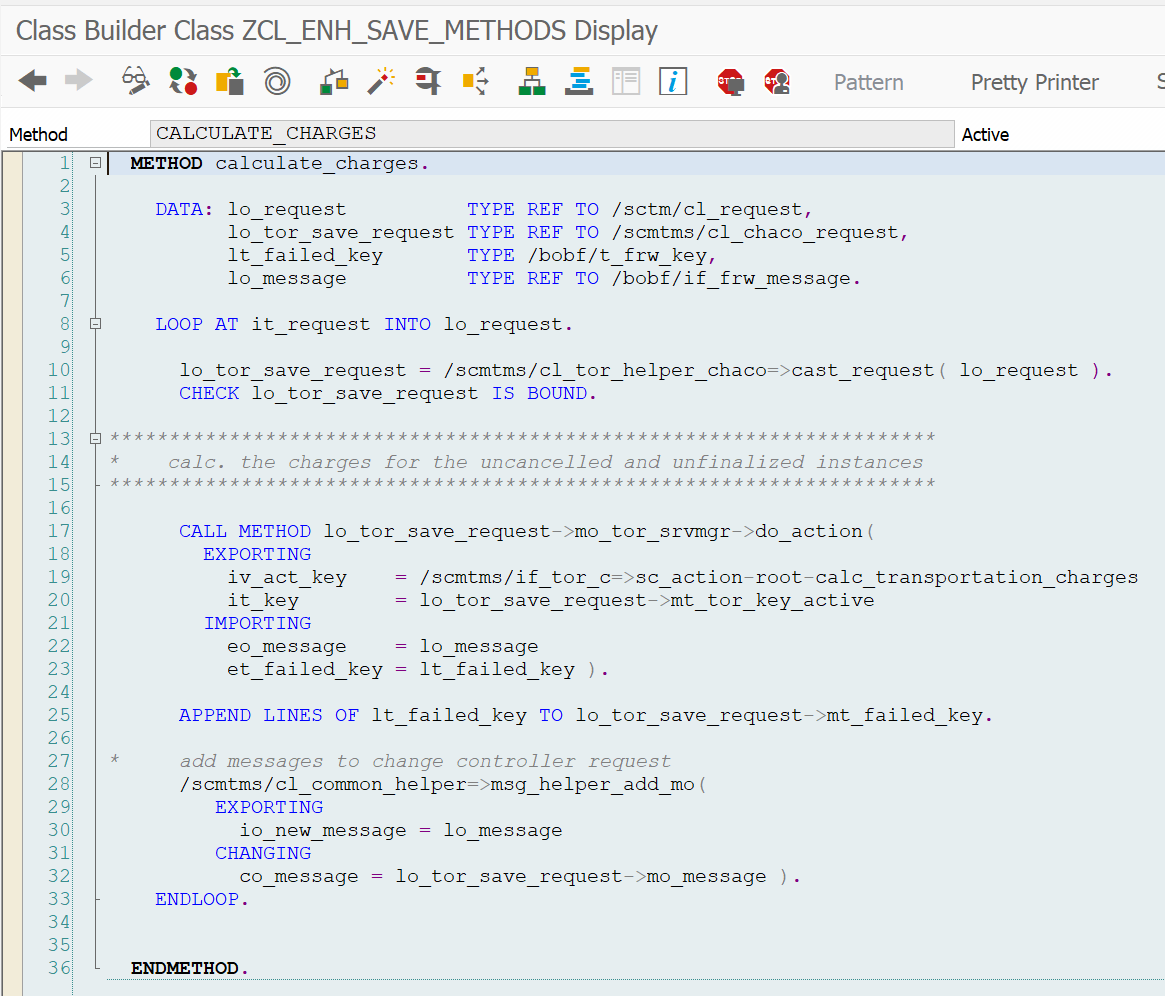 Class Builder Class ZCL_ENH_SAVE_METHODS Display
Pattern Pretty Printer S
Method CALCULATE_CHARGES Active
1 METHOD calculate_charges.
2
3 DATA: lo_request TYPE REF TO /sctm/cl_request,
4 lo_tor_save_request TYPE REF TO /scmtms/cl_chaco_request,
5 lt_failed_key TYPE /bobf/t_frw_key,
6 lo_message TYPE REF TO /bobf/if_frw_message.
7
8 LOOP AT it_request INTO lo_request.
9
10 lo_tor_save_request = /scmtms/cl_tor_helper_chaco=>cast_request( lo_request ).
11 CHECK lo_tor_save_request IS BOUND.
12
13 *********************************************************************
14 * calc. the charges for the uncancelled and unfinalized instances
15 *********************************************************************
16
17 CALL METHOD lo_tor_save_request->mo_tor_srvmgr->do_action(
18 EXPORTING
19 iv_act_key = /scmtms/if_tor_c=>sc_action-root-calc_transportation_charges
20 it_key = lo_tor_save_request->mt_tor_key_active
21 IMPORTING
22 eo_message = lo_message
23 et_failed_key = lt_failed_key ).
24
25 APPEND LINES OF lt_failed_key TO lo_tor_save_request->mt_failed_key.
26
27 * add messages to change controller request
28 /scmtms/cl_common_helper=>msg_helper_add_mo(
29 EXPORTING
30 io_new_message = lo_message
31 CHANGING
32 co_message = lo_tor_save_request->mo_message ).
33 ENDLOOP.
34
35
36 ENDMETHOD.